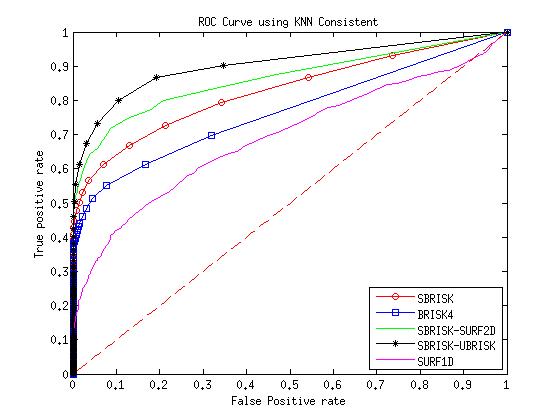 ROC Curve using KNN Consistent
1
0.9
0.8
0.7
0.6
0.5
0.4
0.3
0.2
0.1
0
True positive rate
0 0.1 0.2 0.3 0.4 0.5 0.6 0.7 0.8 0.9 1
False Positive rate
SBRISK
BRISK4
SBRISK-SURF2D
SBRISK-UBRISK
SURF1D